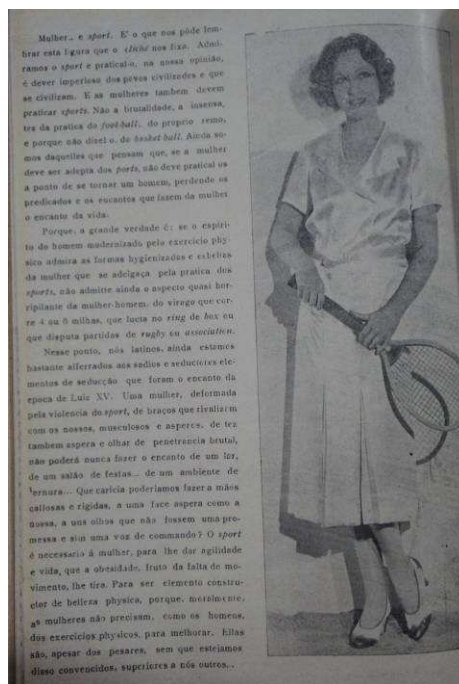 Mulher... e sport. E' o que nos póde lem-
brar esta figura que o cliché nos fixa. Admi-
ramos o sport e pratical-o, na nossa opinião,
é dever imperioso dos povos civilizados e que
se civilizam. E as mulheres tambem devem
praticar sports. Não a brutalidade, a insensa-
tez da pratica do foot-ball, do proprio remo,
e porque não dizel-o, do basket-ball. Ainda so-
mos daquelles que pensam que, se a mulher
deve ser adepta dos ports, não deve pratical os
a ponto de se tornar um homem, perdendo os
predicados e os encantos que fazem da mulher
o encanto da vida.
Porque, a grande verdade é: se o espiri-
to do homem modernizado pelo exercicio phy-
sico admira as formas hygienizadas e esbeltas
da mulher que se adelgaça pela pratica dos
sports, não admitte ainda o aspecto quasi hor-
ripilante da mulher-homem, do virago que cor-
re 4 ou 6 milhas, que lucta no ring de box ou
que disputa partidas de rugby ou association.
Nesse ponto, nós latinos, ainda estamos
bastante afferrados aos sadios e seductores ele-
mentos de seducção que foram o encanto da
epoca de Luiz XV. Uma mulher, deformada
pela violencia do sport, de braços que rivalizem
com os nossos, musculosos e asperos, de tez
tambem aspera e olhar de penetrancia brutal,
não poderá nunca fazer o encanto de um lar,
de um salão de festas... de um ambiente de
ternura... Que caricia poderiamos fazer a mãos
callosas e rigidas, a uma face aspera como a
nossa, a uns olhos que não fossem uma pro-
messa e sim uma voz de commando? O sport
é necessario á mulher, para lhe dar agilidade
e vida, que a obesidade, fruto da falta de mo-
vimento, lhe tira. Para ser elemento constru-
ctor de belleza physica, porque, moralmente,
as mulheres não precisam, como os homens,
dos exercicios physicos, para melhorar. Ellas
são, apesar dos pesares, sem que estejamos
disso convencidos, superiores a nós outros...